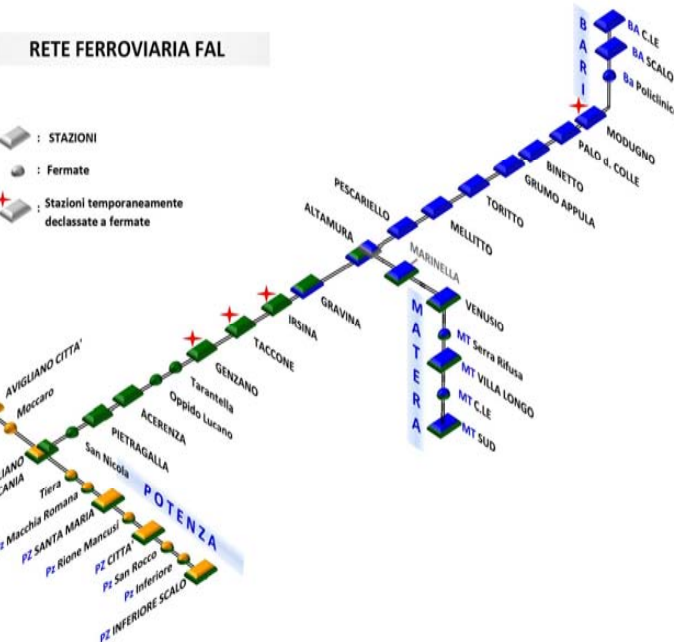 RETE FERROVIARIA FAL
: STAZIONI
: Fermate
: Stazioni temporaneamente
declassate a fermate
BARI
BA C.LE
BA SCALO
Ba Policlinico
MODUGNO
PALO d. COLLE
BINETTO
GRUMO APPULA
TORITTO
MELLITTO
PESCARIELLO
ALTAMURA
MARINELLA
VENUSIO
MATERA
MT Serra Rifusa
MT VILLA LONGO
MT C.LE
MT SUD
GRAVINA
IRSINA
TACCONE
GENZANO
Tarantella
Oppido Lucano
ACERENZA
PIETRAGALLA
San Nicola
AVIGLIANO CITTA'
Moccaro
LIANO
CANIA
POTENZA
Tiera
z Macchia Romana
PZ SANTA MARIA
Pz Rione Mancusi
PZ CITTA'
Pz San Rocco
Pz Inferiore
PZ INFERIORE SCALO